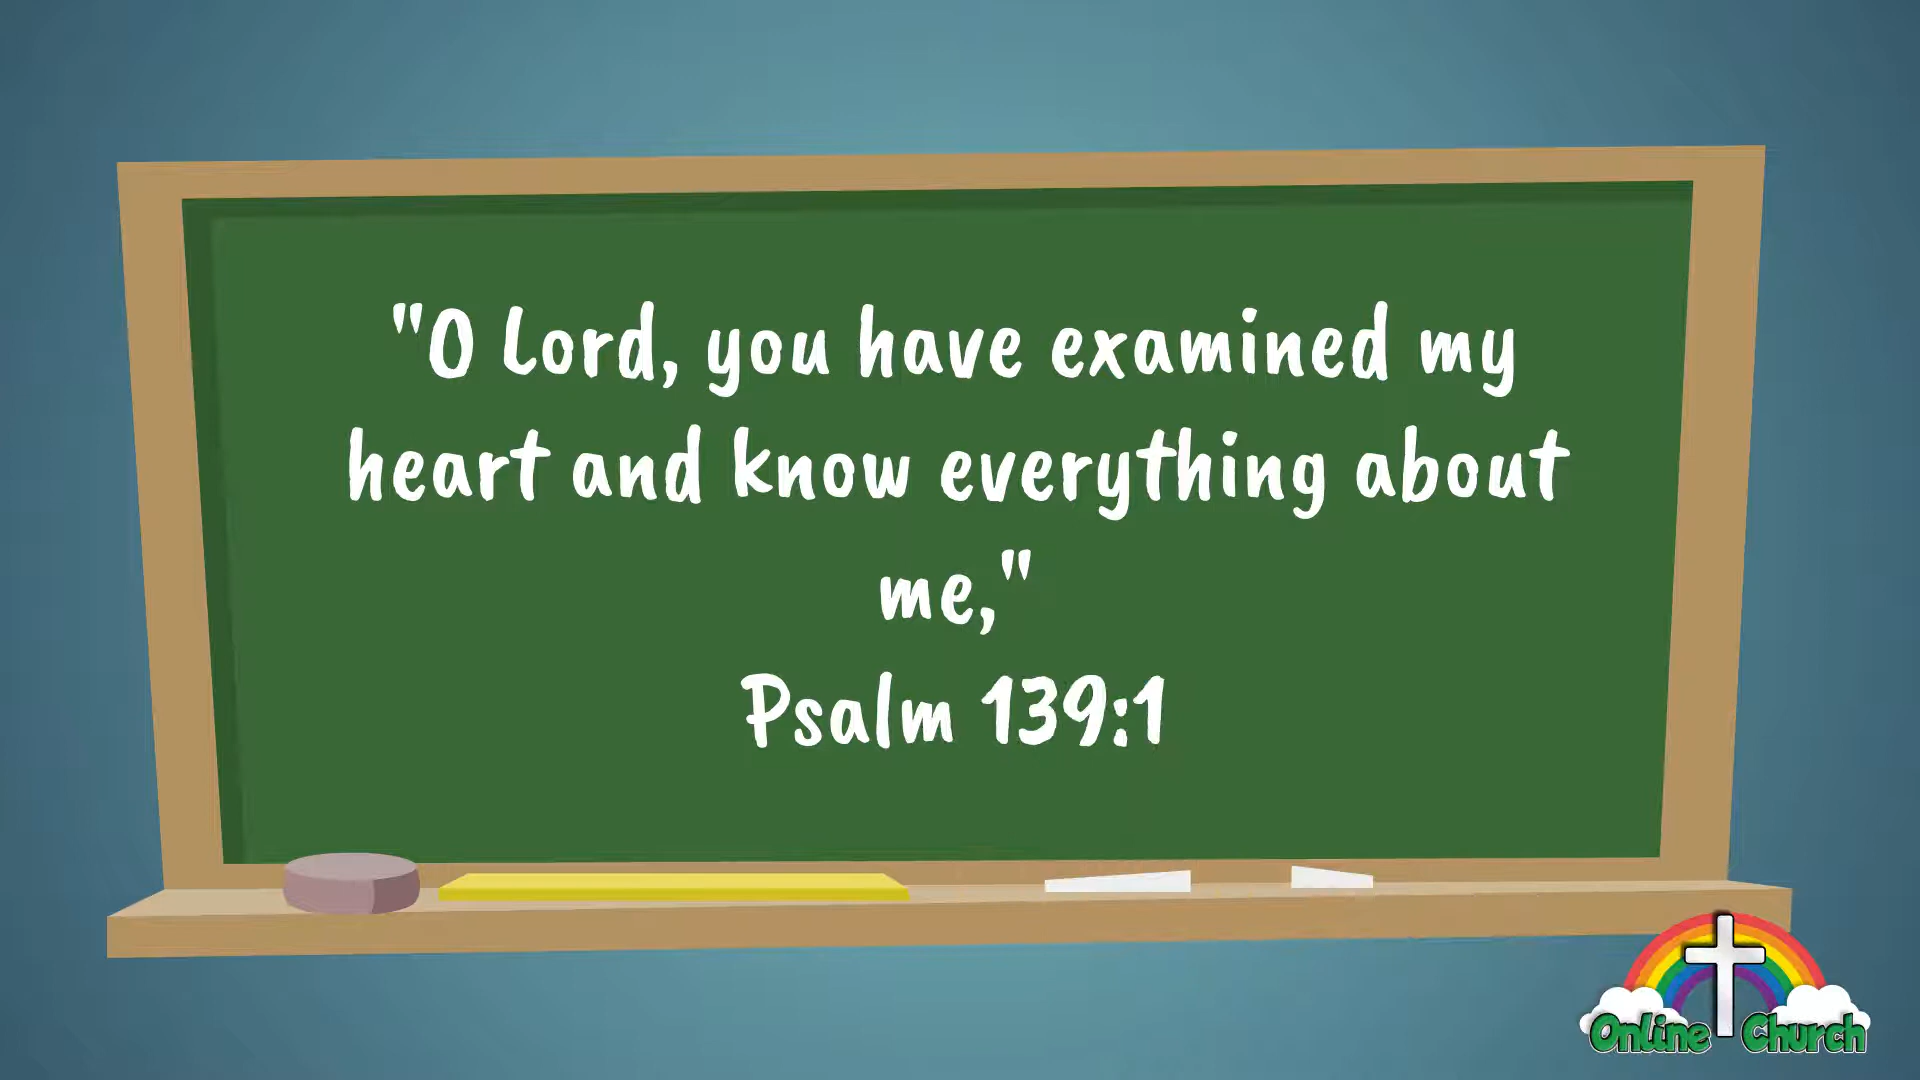 "O Lord, you have examined my
heart and know everything about
me,"
Psalm 139:1
Online Church